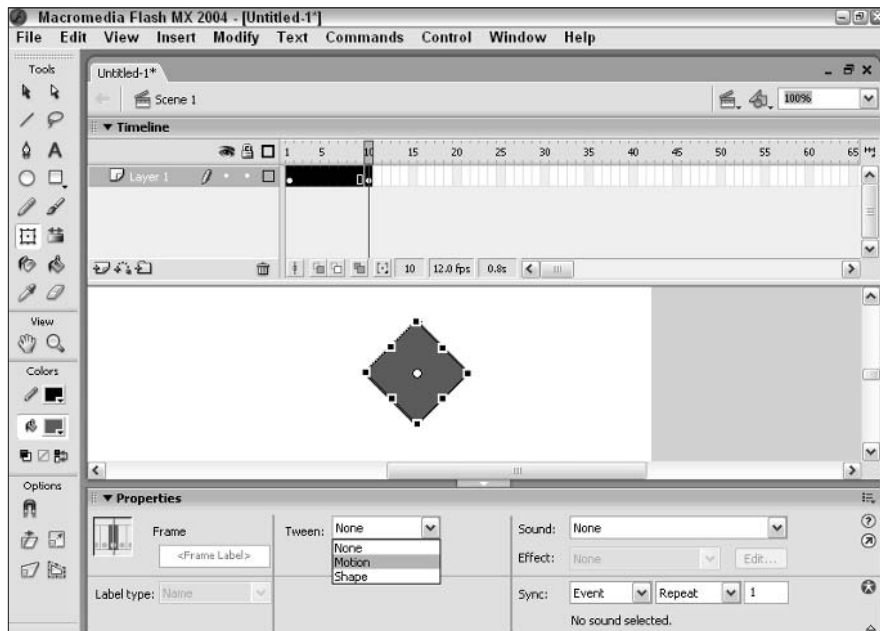 Macromedia Flash MX 2004 - [Untitled-1*]
File Edit View Insert Modify Text Commands Control Window Help
Tools
Untitled-1*
Scene 1
100%
Timeline
1 5 10 15 20 25 30 35 40 45 50 55 60 65
Layer 1
10 12.0 fps 0.8s
View
Colors
Options
Properties
Frame
<Frame Label>
Label type: Name
Tween: None
None
Motion
Shape
Sound: None
Effect: None Edit...
Sync: Event Repeat 1
No sound selected.